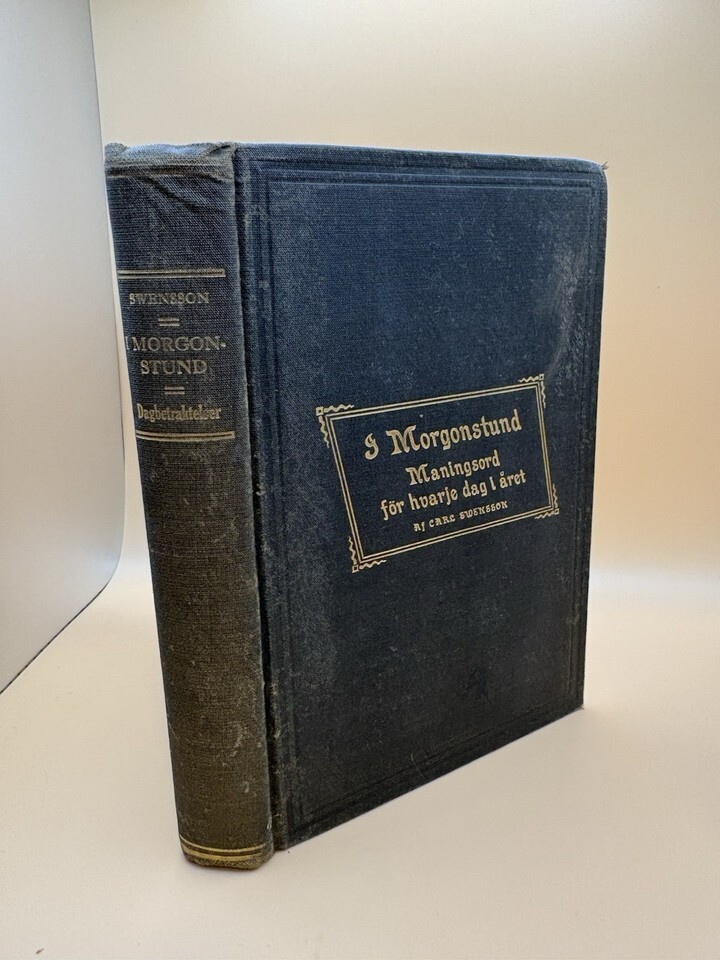 SWENSSON
I MORGON-
STUND
Dagbetraktelser
I Morgonstund
Maningsord
för hvarje dag i året
Af CARL SWENSSON